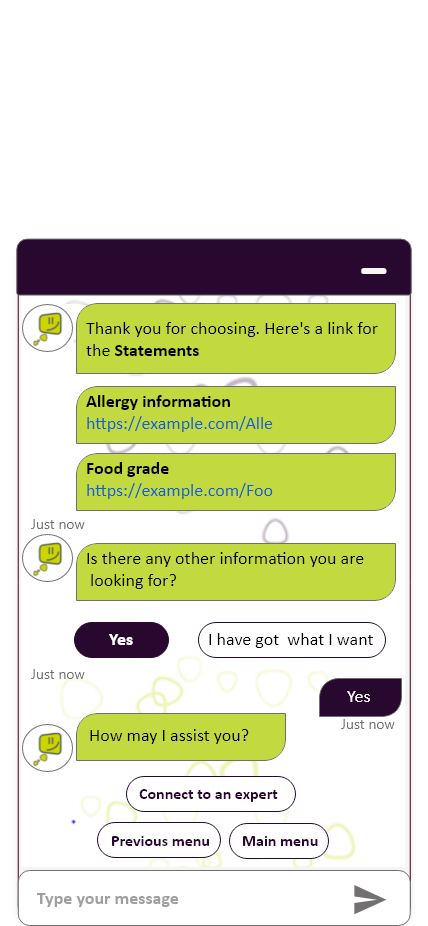 Thank you for choosing. Here's a link for
the Statements
Allergy information
https://example.com/Alle
Food grade
https://example.com/Foo
Just now
Is there any other information you are
looking for?
Yes
I have got what I want
Just now
Yes
Just now
How may I assist you?
Connect to an expert
Previous menu
Main menu
Type your message